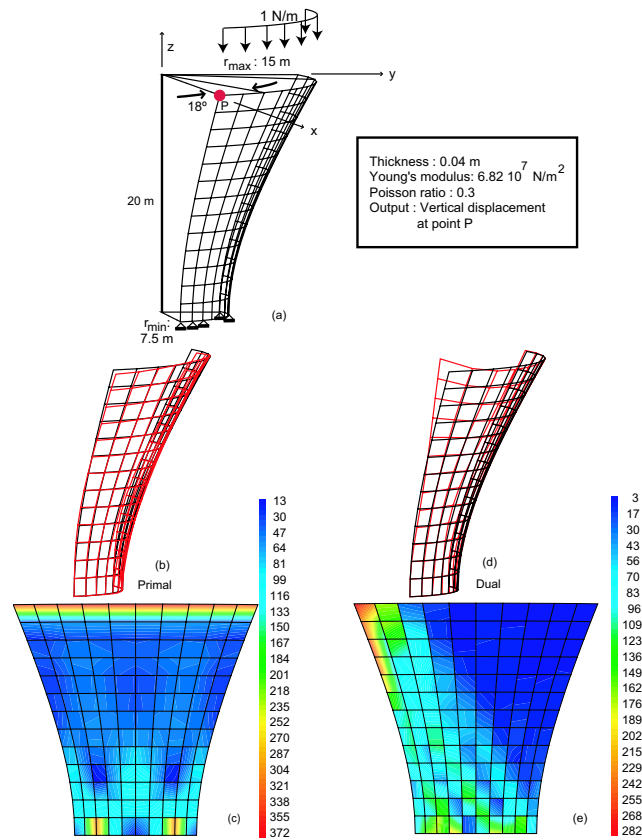 1 N/m
z
r max : 15 m
y
18º
P
x
20 m
Thickness : 0.04 m
Young's modulus: 6.82 10 7 N/m2
Poisson ratio : 0.3
Output : Vertical displacement
at point P
r min :
7.5 m
(a)
(b)
Primal
(d)
Dual
13
30
47
64
81
99
116
133
150
167
184
201
218
235
252
270
287
304
321
338
355
372
(c)
3
17
30
43
56
70
83
96
109
123
136
149
162
176
189
202
215
229
242
255
268
282
(e)